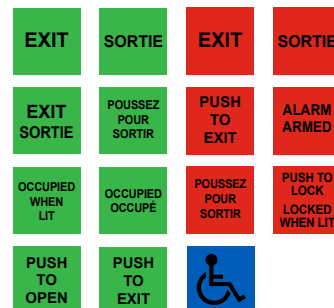 EXIT
SORTIE
EXIT
SORTIE
EXIT
SORTIE
POUSSEZ
POUR
SORTIR
PUSH
TO
EXIT
ALARM
ARMED
OCCUPIED
WHEN
LIT
OCCUPIED
OCCUPÉ
POUSSEZ
POUR
SORTIR
PUSH TO
LOCK
LOCKED
WHEN LIT
PUSH
TO
OPEN
PUSH
TO
EXIT